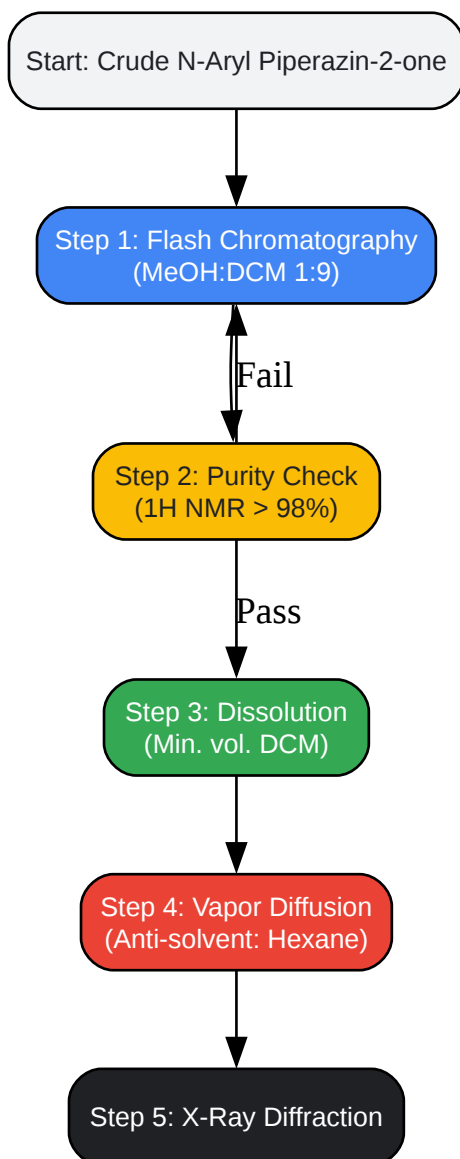 Start: Crude N-Aryl Piperazin-2-one
Step 1: Flash Chromatography
(MeOH:DCM 1:9)
Fail
Step 2: Purity Check
(1H NMR > 98%)
Pass
Step 3: Dissolution
(Min. vol. DCM)
Step 4: Vapor Diffusion
(Anti-solvent: Hexane)
Step 5: X-Ray Diffraction